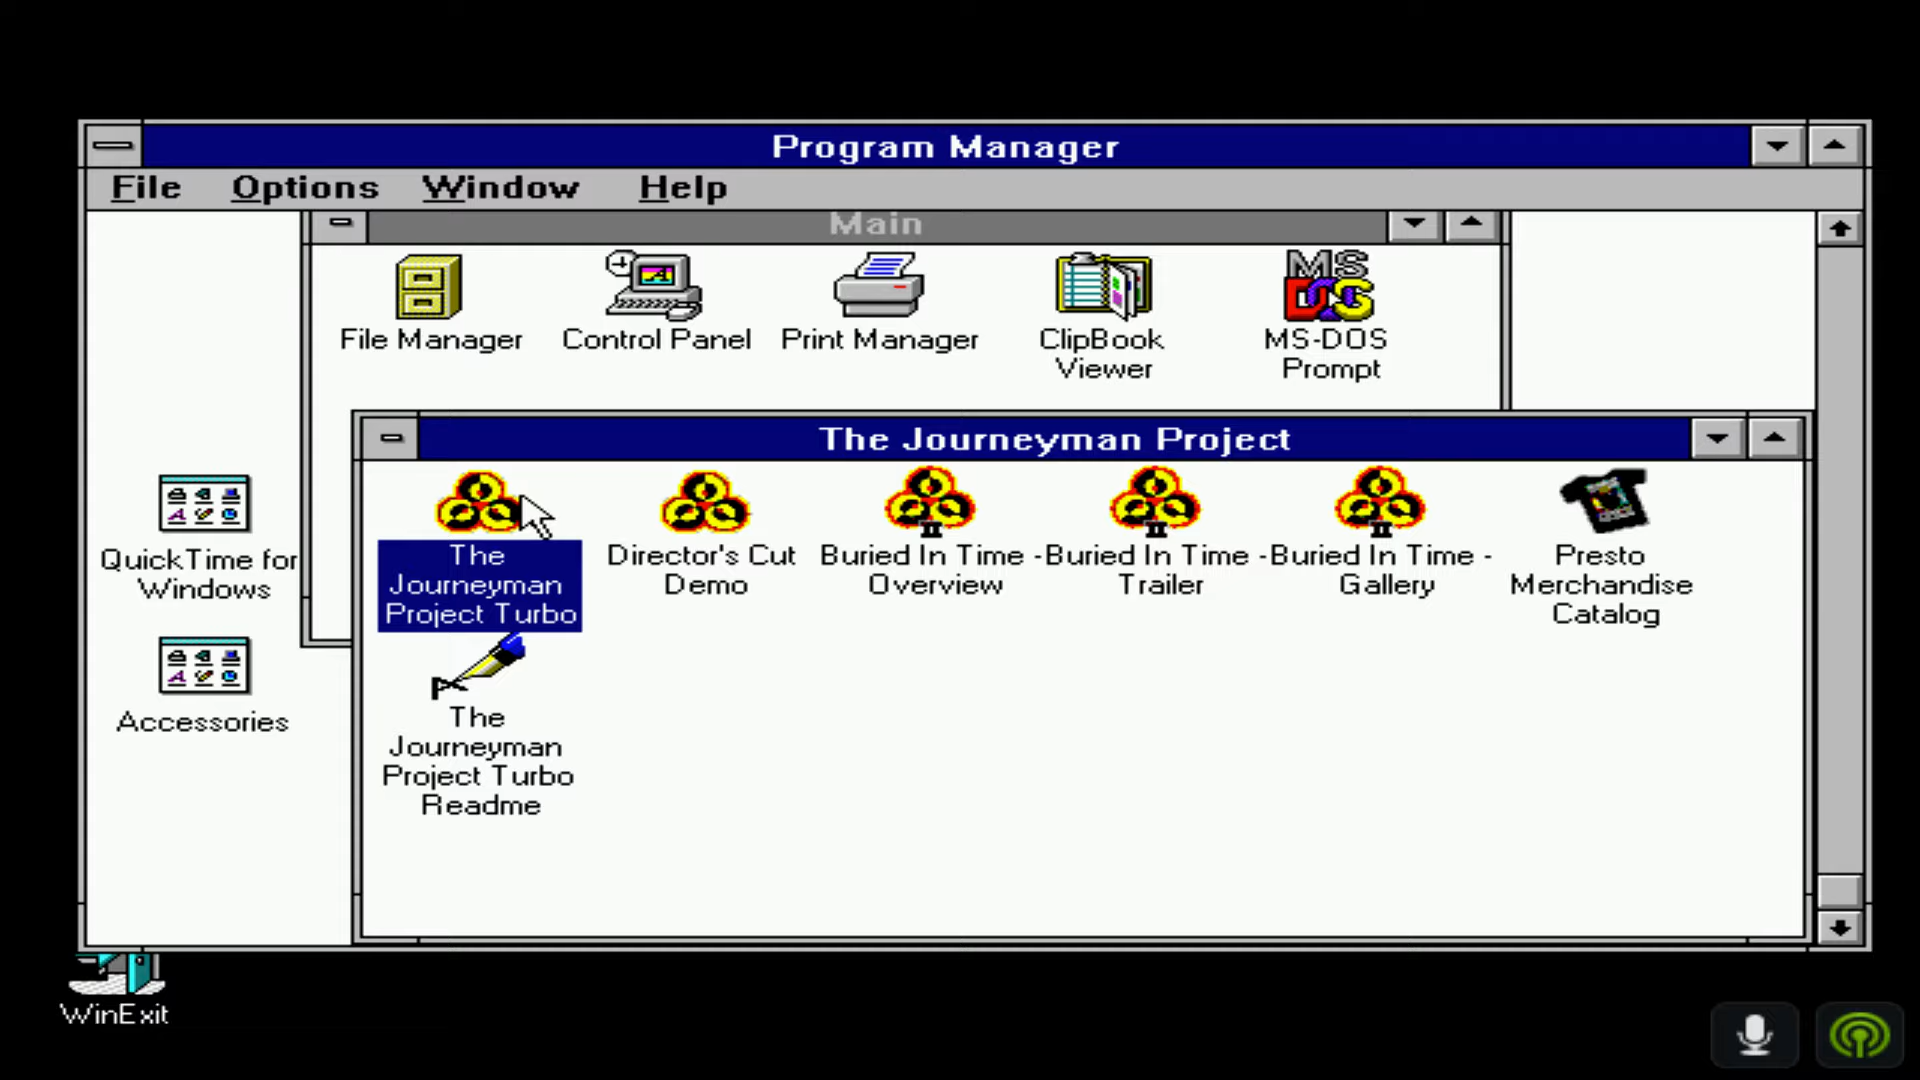 Program Manager
File Options Window Help
Main
File Manager
Control Panel
Print Manager
ClipBook
Viewer
MS-DOS
Prompt
MS
DOS
The Journeyman Project
QuickTime for
Windows
Accessories
The
Journeyman
Project Turbo
Director's Cut
Demo
Buried In Time -
Overview
Buried In Time -
Trailer
Buried In Time -
Gallery
Presto
Merchandise
Catalog
The
Journeyman
Project Turbo
Readme
WinExit